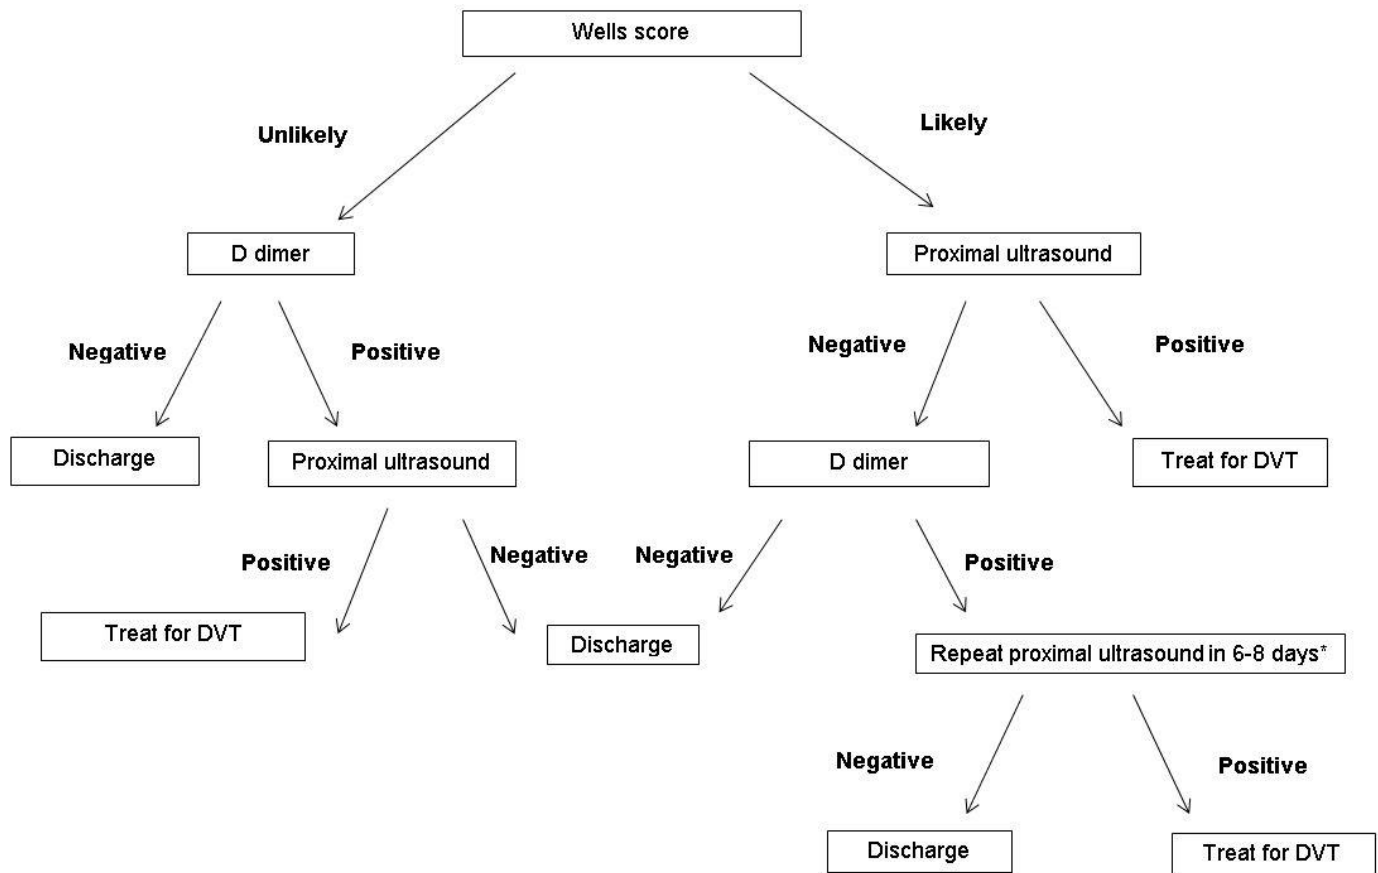 Wells score
Unlikely
Likely
D dimer
Proximal ultrasound
Negative
Positive
Negative
Positive
Discharge
Proximal ultrasound
D dimer
Treat for DVT
Positive
Negative
Negative
Positive
Treat for DVT
Discharge
Repeat proximal ultrasound in 6-8 days*
Negative
Positive
Discharge
Treat for DVT